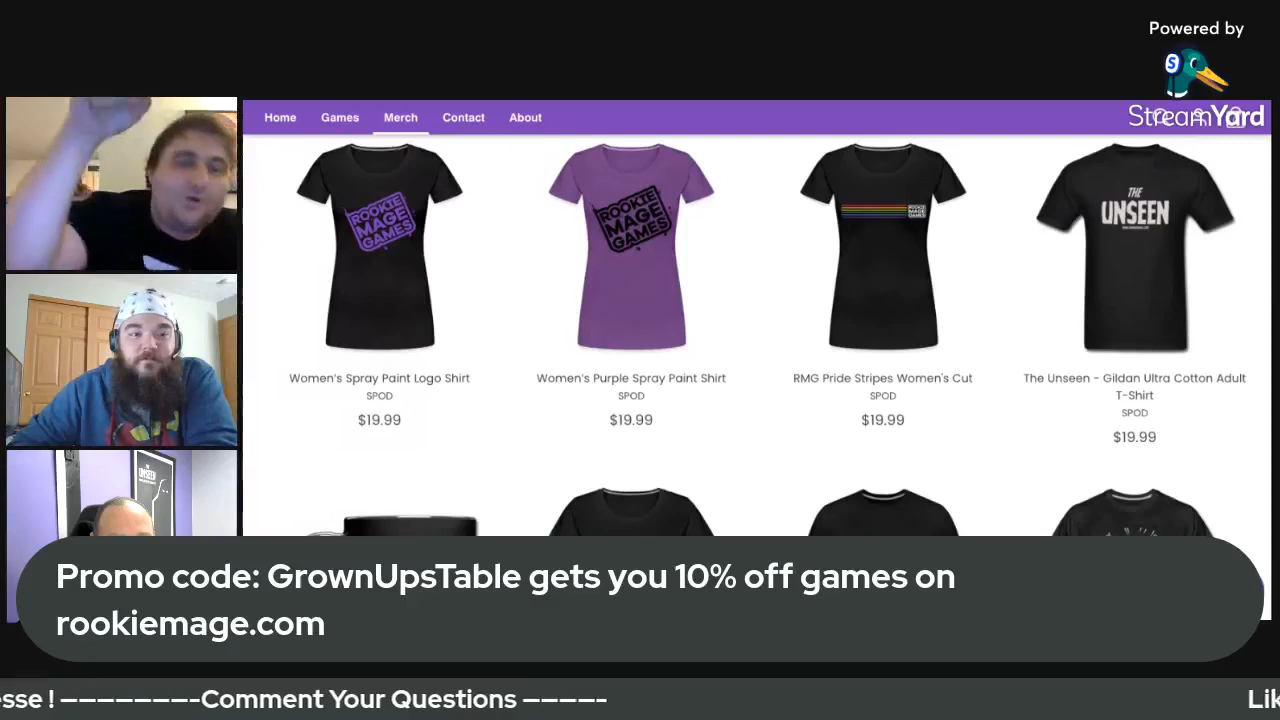 Powered by
StreamYard
Home Games Merch Contact About
ROOKIE
MAGE
GAMES
ROOKIE
MAGE
GAMES
ROOKIE
MAGE
GAMES
THE
UNSEEN
Women's Spray Paint Logo Shirt
SPOD
$19.99
Women's Purple Spray Paint Shirt
SPOD
$19.99
RMG Pride Stripes Women's Cut
SPOD
$19.99
The Unseen - Gildan Ultra Cotton Adult
T-Shirt
SPOD
$19.99
THE
UNSEEN
Promo code: GrownUpsTable gets you 10% off games on
rookiemage.com
esse ! ————————-Comment Your Questions ————-
Lik